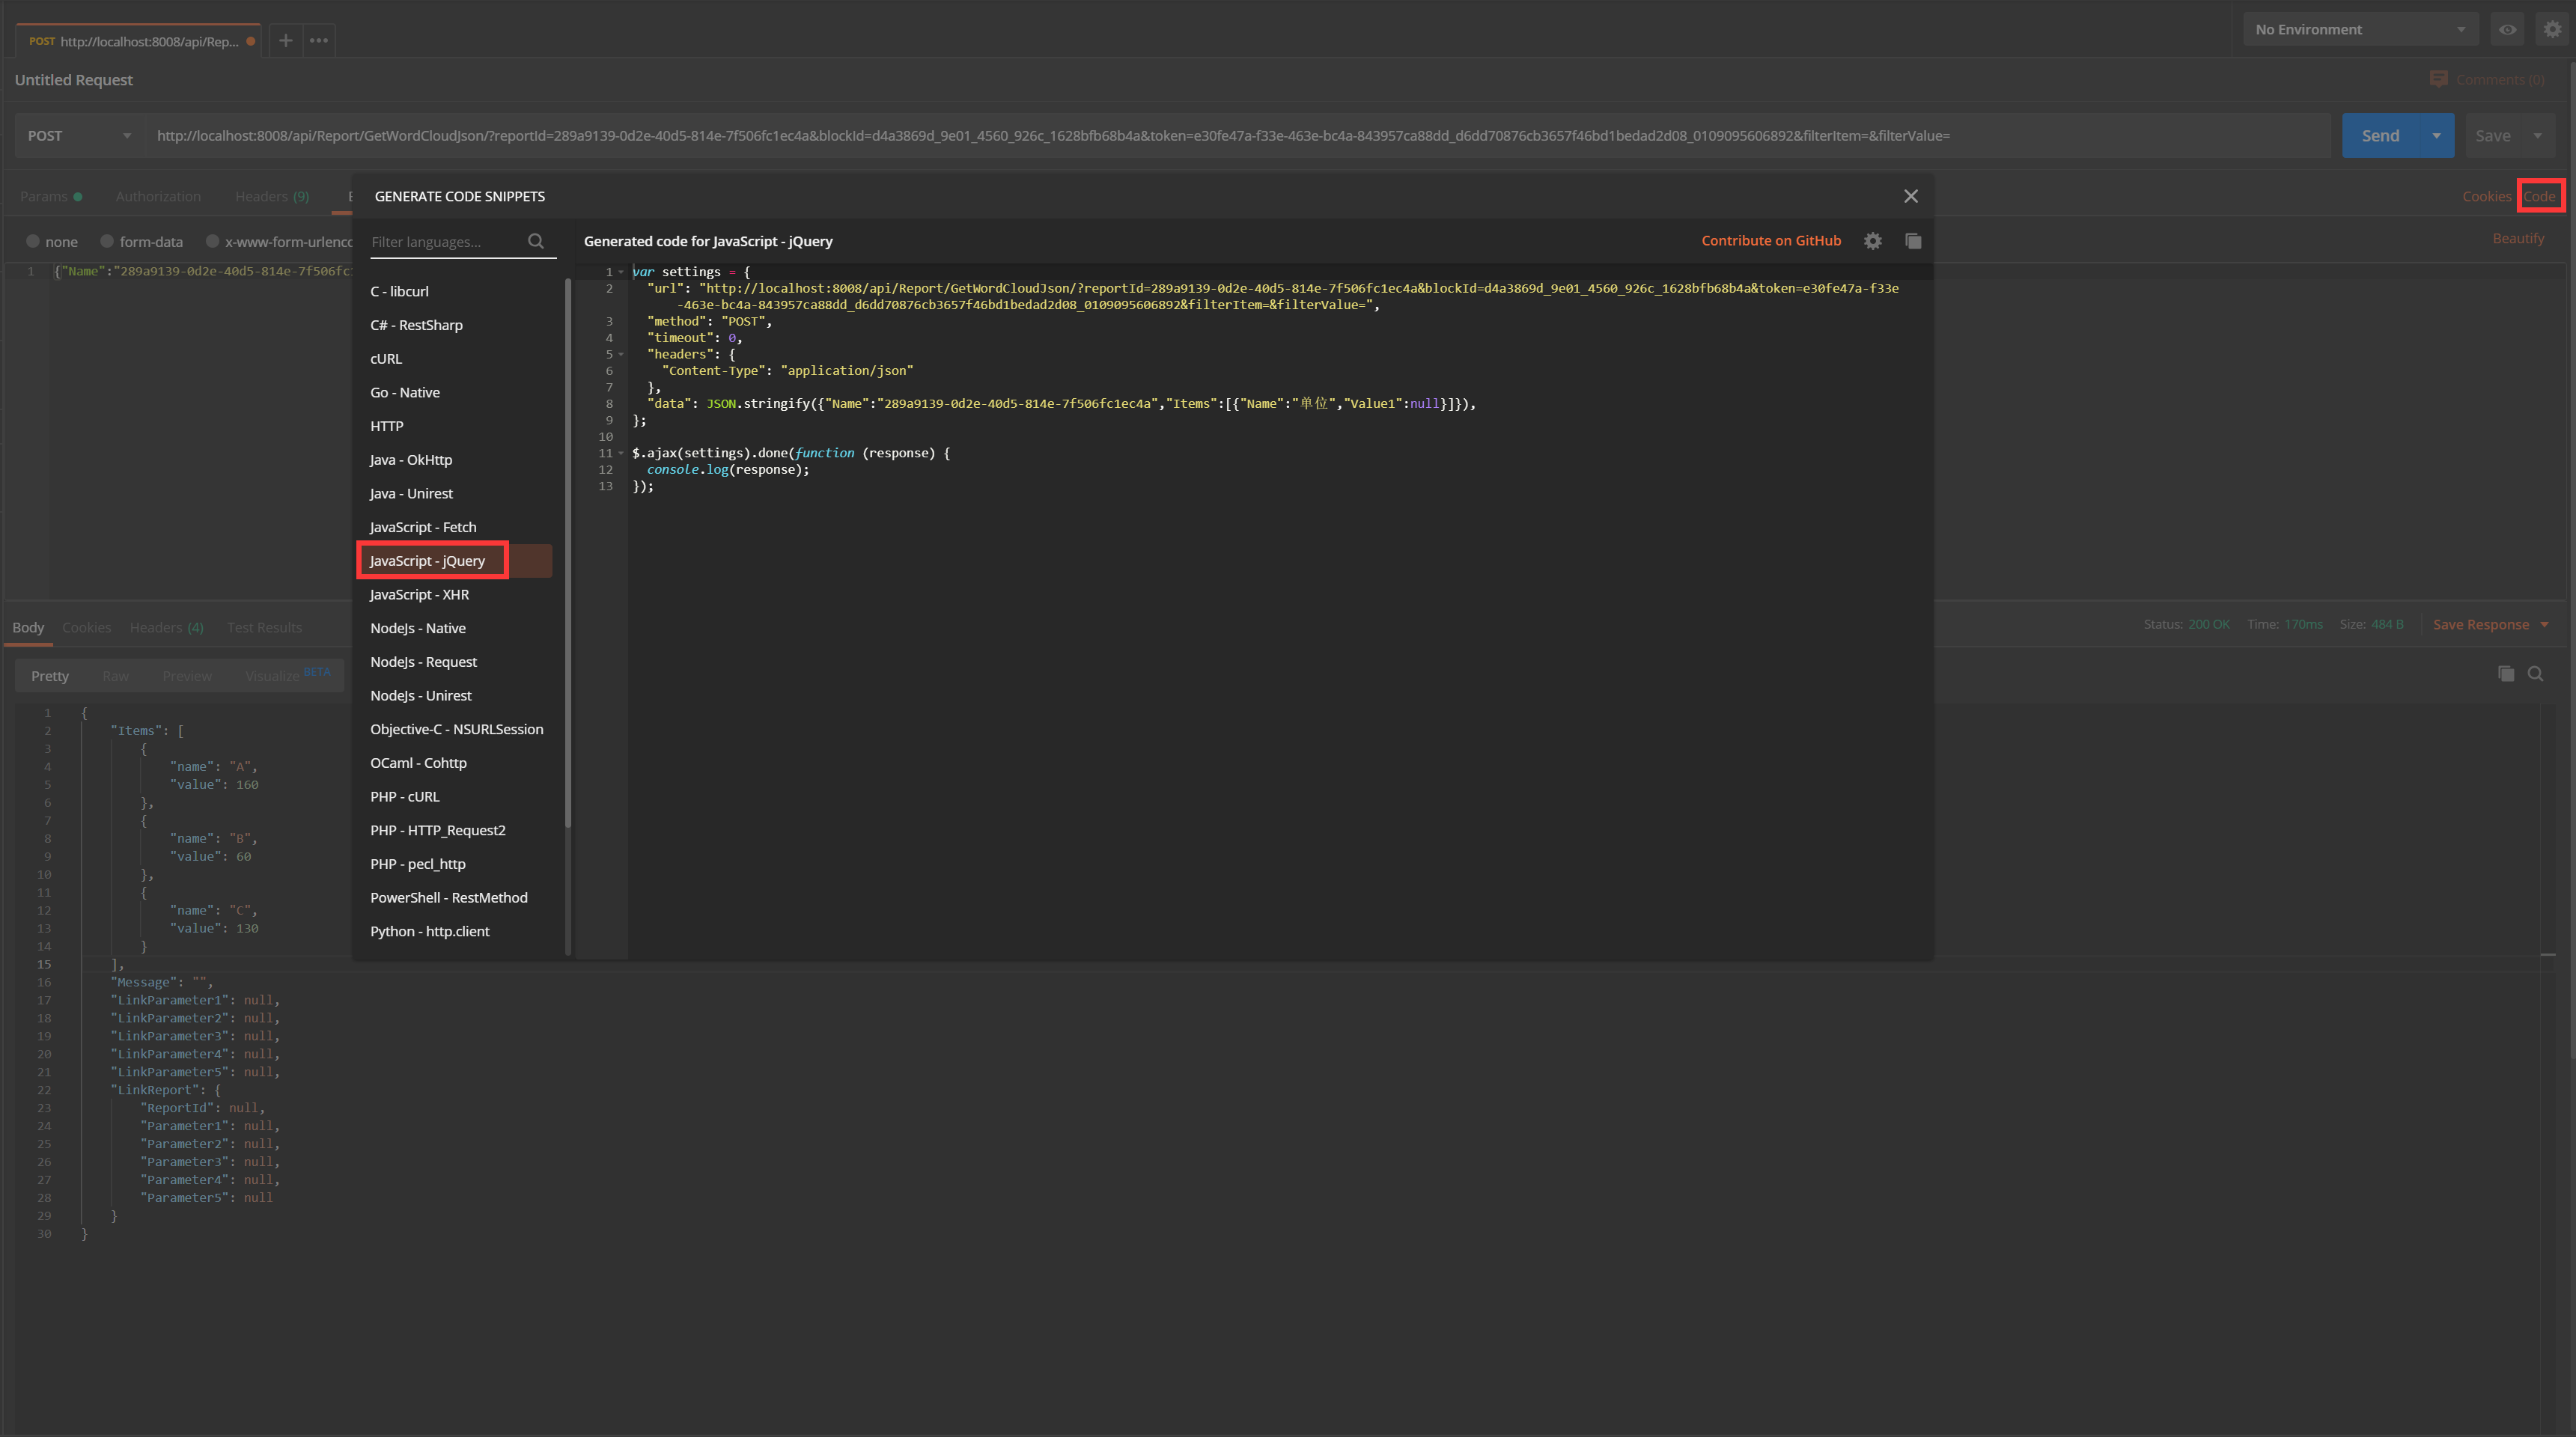 POST http://localhost:8008/api/Rep...
No Environment
Untitled Request
Comments (0)
POST
http://localhost:8008/api/Report/GetWordCloudJson/?reportId=289a9139-0d2e-40d5-814e-7f506fc1ec4a&blockId=d4a3869d_9e01_4560_926c_1628bfb68b4a&token=e30fe47a-f33e-463e-bc4a-843957ca88dd_d6dd70876cb3657f46bd1bedad2d08_0109095606892&filterItem=&filterValue=
Send
Save
Params
Authorization
Headers (9)
Cookies
Code
none
form-data
x-www-form-urlenc
Beautify
1 {"Name":"289a9139-0d2e-40d5-814e-7f506fc1
GENERATE CODE SNIPPETS
Filter languages...
C - libcurl
C# - RestSharp
cURL
Go - Native
HTTP
Java - OkHttp
Java - Unirest
JavaScript - Fetch
JavaScript - jQuery
JavaScript - XHR
NodeJs - Native
NodeJs - Request
NodeJs - Unirest
Objective-C - NSURLSession
OCaml - Cohttp
PHP - cURL
PHP - HTTP_Request2
PHP - pecl_http
PowerShell - RestMethod
Python - http.client
Generated code for JavaScript - jQuery
Contribute on GitHub
1 var settings = {
2 "url": "http://localhost:8008/api/Report/GetWordCloudJson/?reportId=289a9139-0d2e-40d5-814e-7f506fc1ec4a&blockId=d4a3869d_9e01_4560_926c_1628bfb68b4a&token=e30fe47a-f33e
-463e-bc4a-843957ca88dd_d6dd70876cb3657f46bd1bedad2d08_0109095606892&filterItem=&filterValue=",
3 "method": "POST",
4 "timeout": 0,
5 "headers": {
6 "Content-Type": "application/json"
7 },
8 "data": JSON.stringify({"Name":"289a9139-0d2e-40d5-814e-7f506fc1ec4a","Items":[{"Name":"单位","Value1":null}]}),
9 };
10
11 $.ajax(settings).done(function (response) {
12 console.log(response);
13 });
Body
Cookies
Headers (4)
Test Results
Status: 200 OK
Time: 170ms
Size: 484 B
Save Response
Pretty
Raw
Preview
Visualize BETA
1 {
2 "Items": [
3 {
4 "name": "A",
5 "value": 160
6 },
7 {
8 "name": "B",
9 "value": 60
10 },
11 {
12 "name": "C",
13 "value": 130
14 }
15 ],
16 "Message": "",
17 "LinkParameter1": null,
18 "LinkParameter2": null,
19 "LinkParameter3": null,
20 "LinkParameter4": null,
21 "LinkParameter5": null,
22 "LinkReport": {
23 "ReportId": null,
24 "Parameter1": null,
25 "Parameter2": null,
26 "Parameter3": null,
27 "Parameter4": null,
28 "Parameter5": null
29 }
30 }